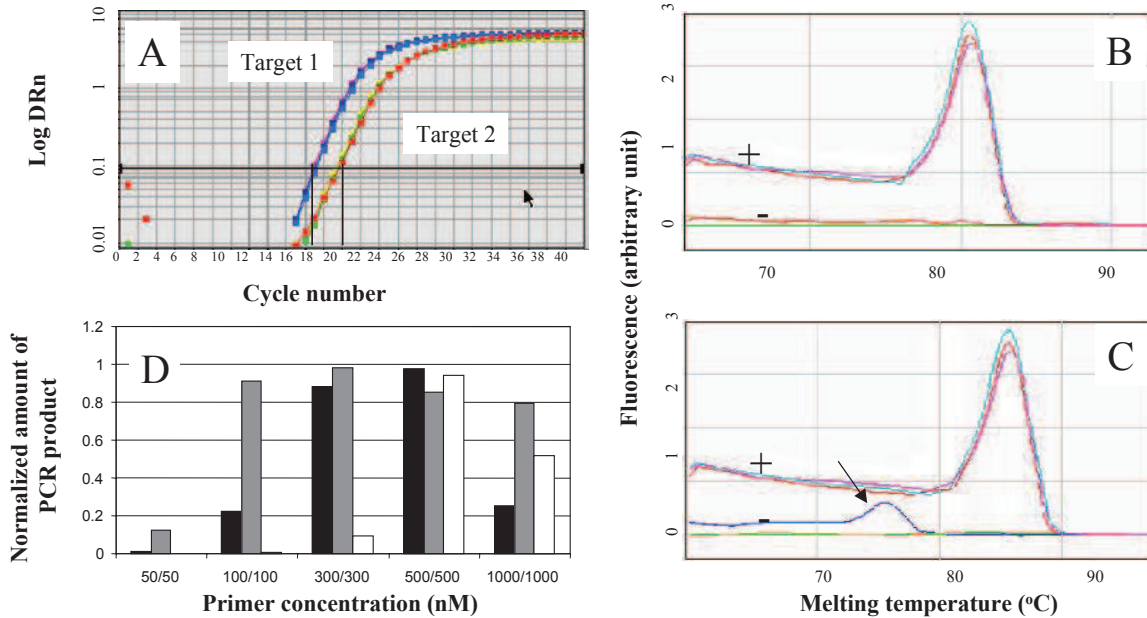 A
Target 1
Target 2
Log DRn
10
1
0.1
0.01
0 2 4 6 8 10 12 14 16 18 20 22 24 26 28 30 32 34 36 38 40
Cycle number
B
+
-
3
2
1
0
70 80 90
Fluorescence (arbitrary unit)
C
+
-
3
2
1
0
70 80 90
Melting temperature (ºC)
D
Normalized amount of
PCR product
1.2
1
0.8
0.6
0.4
0.2
0
50/50 100/100 300/300 500/500 1000/1000
Primer concentration (nM)